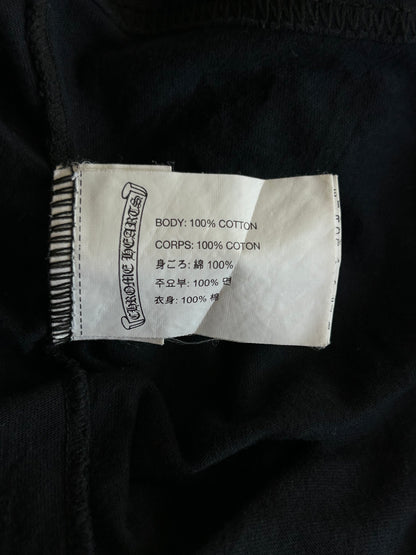 CHROME HEARTS
BODY: 100% COTTON
CORPS: 100% COTON
身ごろ: 綿 100%
주요부: 100% 면
衣身: 100% 棉